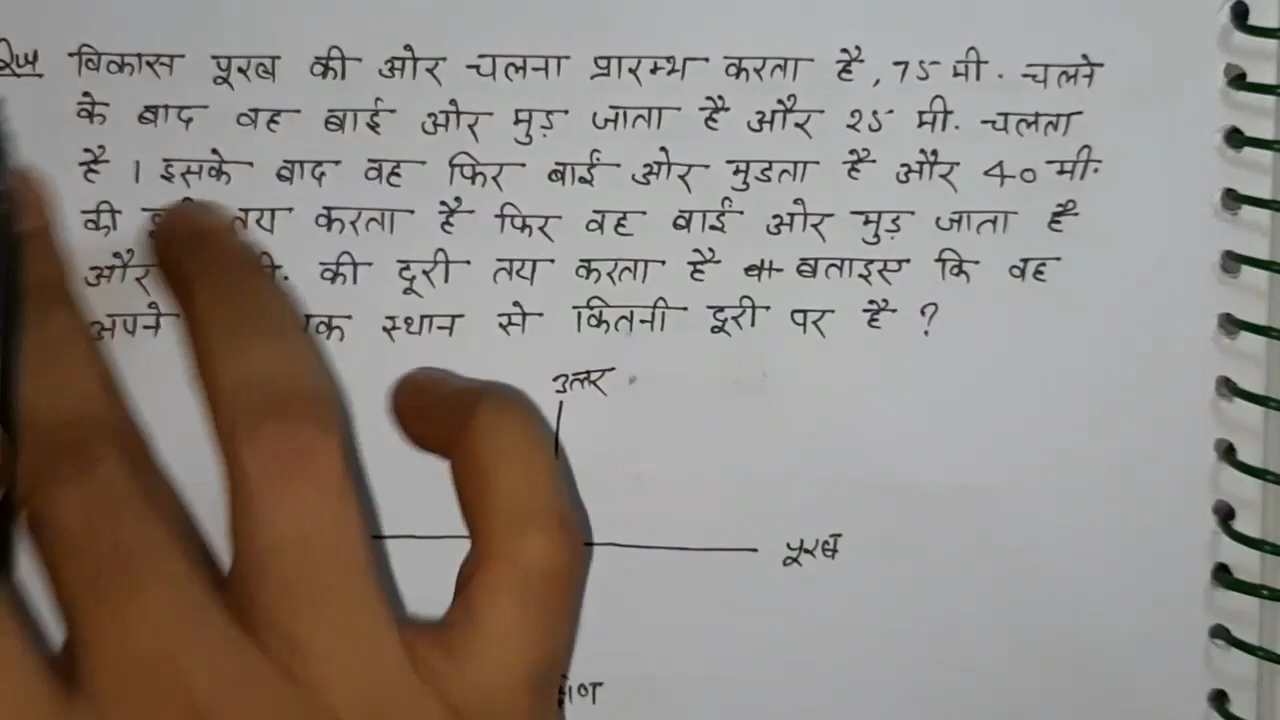 विकास पूरब की ओर चलना प्रारम्भ करता है, 75 मी. चलने
के बाद वह बाई ओर मुड़ जाता है और 25 मी. चलता
है । इसके बाद वह फिर बाईं ओर मुडता है और 40 मी.
की तय करता है फिर वह बाईं ओर मुड़ जाता है
और की दूरी तय करता है बताइए कि वह
अपने स्थान से कितनी दूरी पर है ?
उत्तर
पूरब